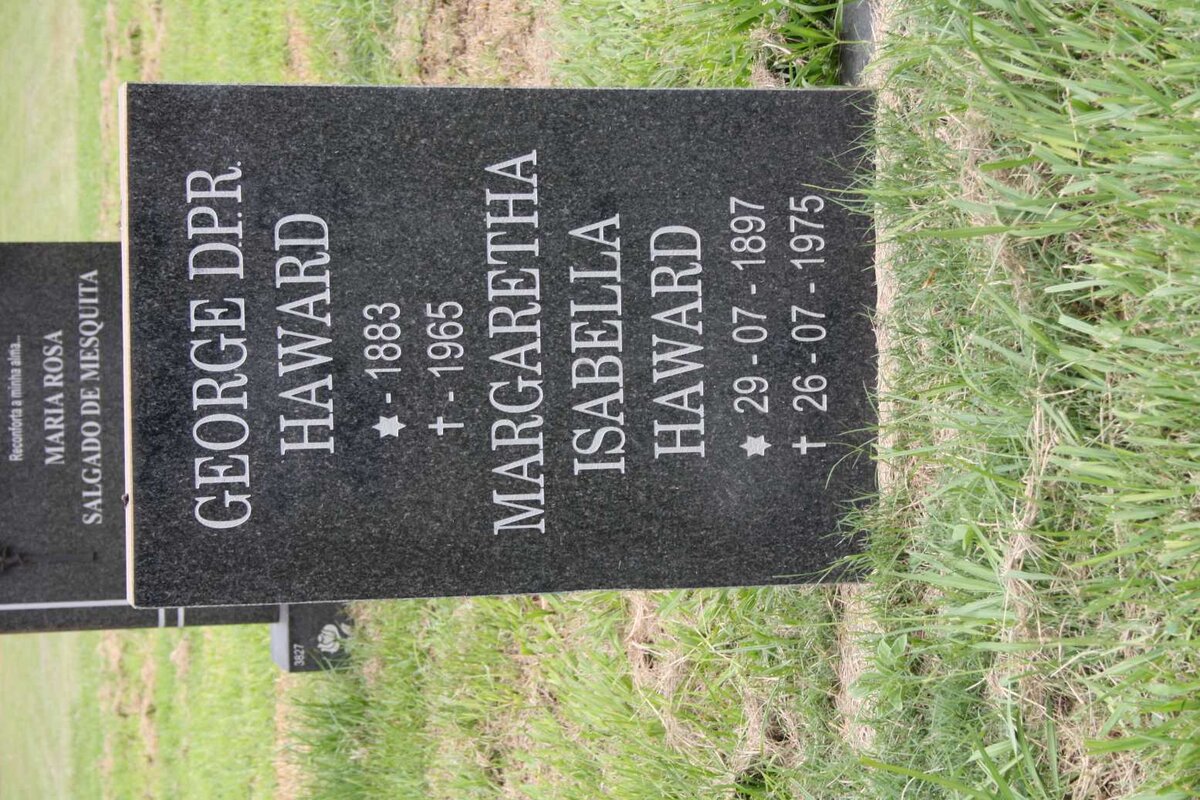 Reconforta a minha alma...
MARIA ROSA
SALGADO DE MESQUITA
3827
GEORGE D.P.R.
HAWARD
✶ - 1883
✝ - 1965
MARGARETHA
ISABELLA
HAWARD
✶ 29 - 07 - 1897
✝ 26 - 07 - 1975